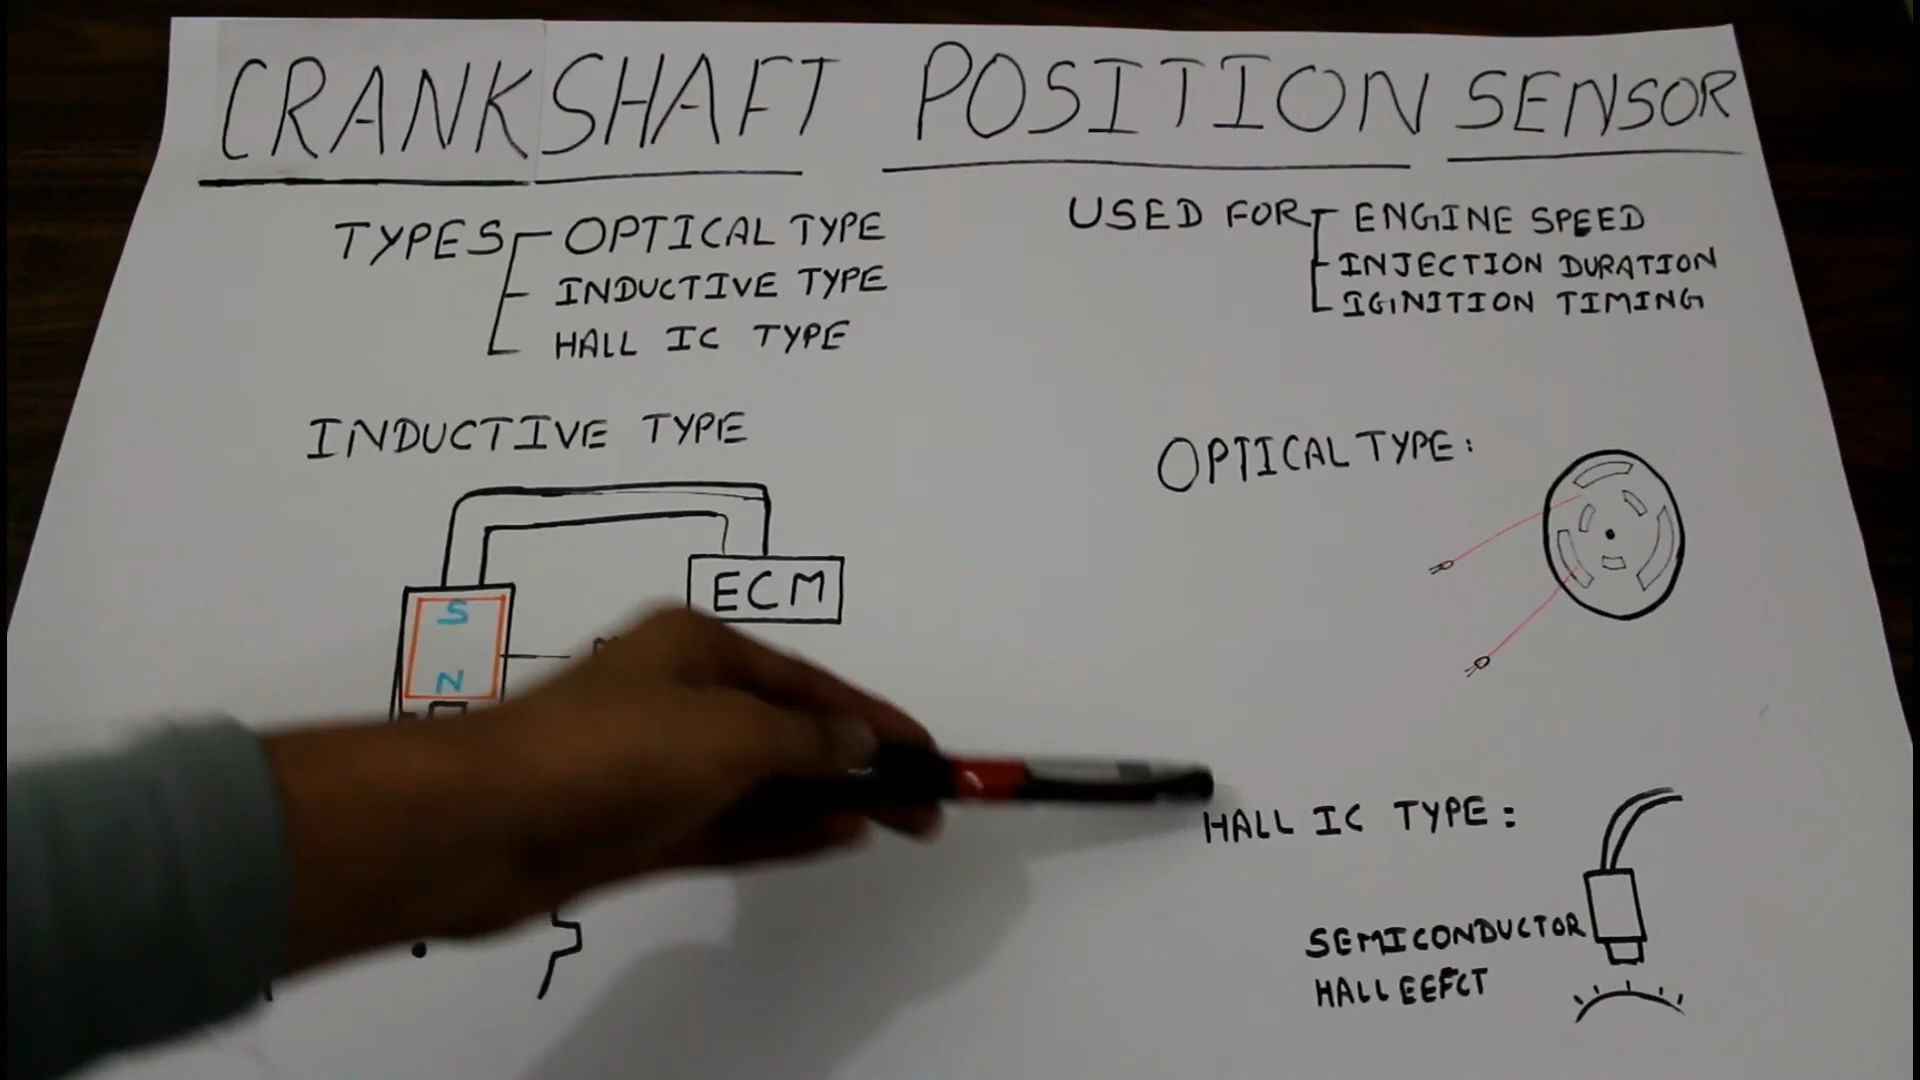 CRANKSHAFT POSITION SENSOR
TYPES OPTICAL TYPE
INDUCTIVE TYPE
HALL IC TYPE
USED FOR ENGINE SPEED
INJECTION DURATION
IGINITION TIMING
INDUCTIVE TYPE
ECM
S
N
OPTICAL TYPE:
HALL IC TYPE:
SEMICONDUCTOR
HALL EEFCT